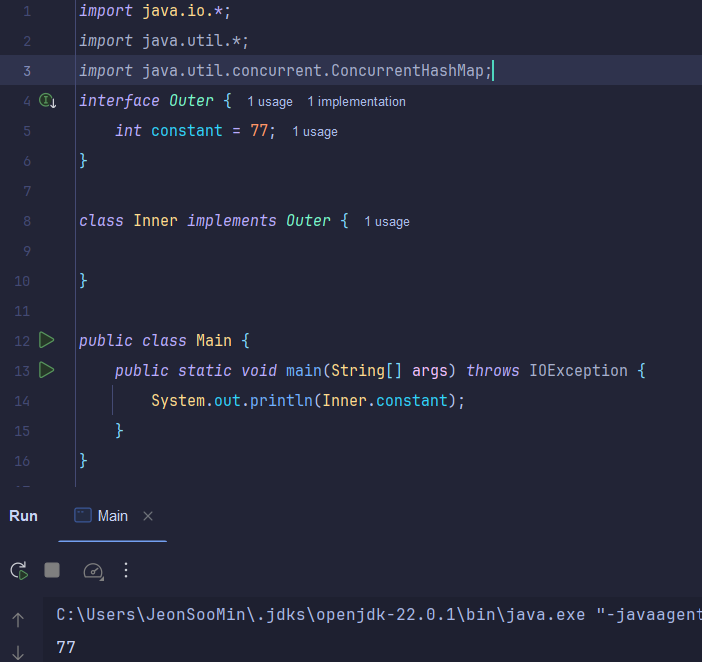 1 import java.io.*;
2 import java.util.*;
3 import java.util.concurrent.ConcurrentHashMap;
4 interface Outer { 1 usage 1 implementation
5 int constant = 77; 1 usage
6 }
7
8 class Inner implements Outer { 1 usage
9
10 }
11
12 public class Main {
13 public static void main(String[] args) throws IOException {
14 System.out.println(Inner.constant);
15 }
16 }
Run Main
C:\Users\JeonSooMin\.jdks\openjdk-22.0.1\bin\java.exe "-javaagent
77